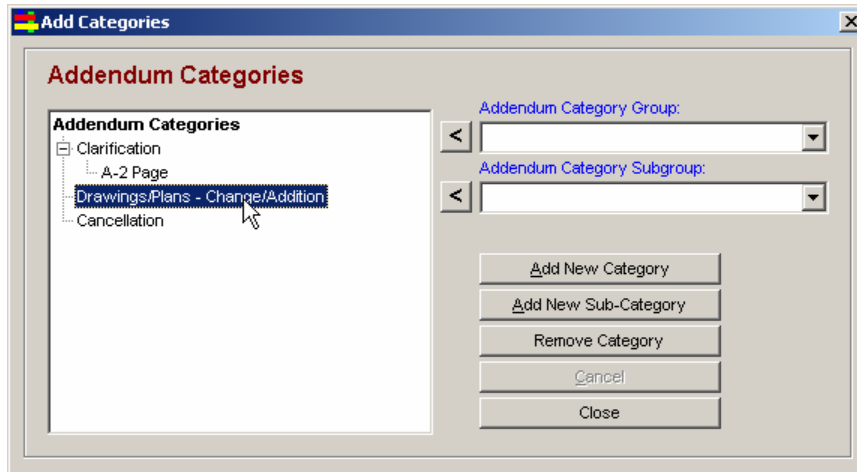 Add Categories
Addendum Categories
Addendum Categories
Clarification
A-2 Page
Drawings/Plans - Change/Addition
Cancellation
Addendum Category Group:
<
Addendum Category Subgroup:
<
Add New Category
Add New Sub-Category
Remove Category
Cancel
Close